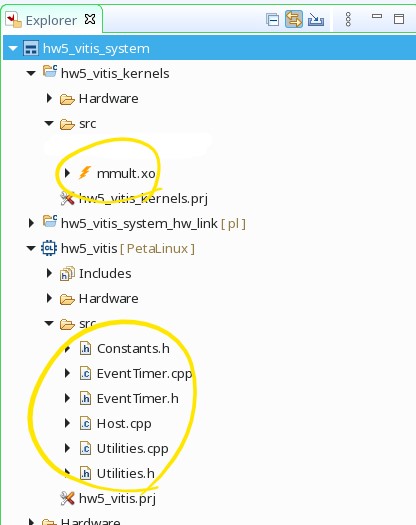 Explorer
hw5_vitis_system
hw5_vitis_kernels
Hardware
src
mmult.xo
hw5_vitis_kernels.prj
hw5_vitis_system_hw_link [ pl ]
hw5_vitis [ PetaLinux ]
Includes
Hardware
src
Constants.h
EventTimer.cpp
EventTimer.h
Host.cpp
Utilities.cpp
Utilities.h
hw5_vitis.prj
Hardware